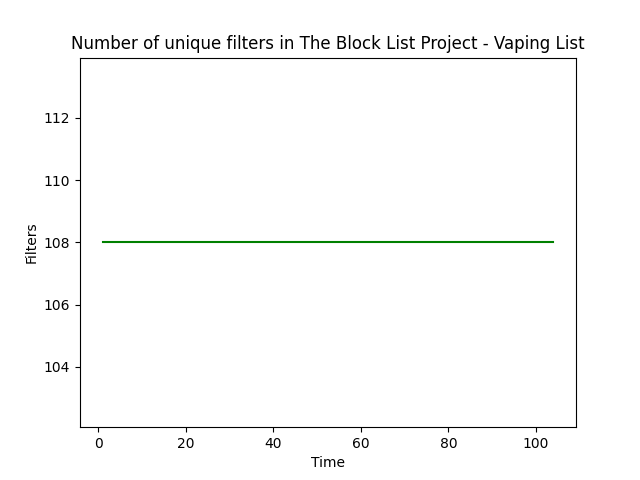 Number of unique filters in The Block List Project - Vaping List
112
110
108
106
104
Filters
0 20 40 60 80 100
Time